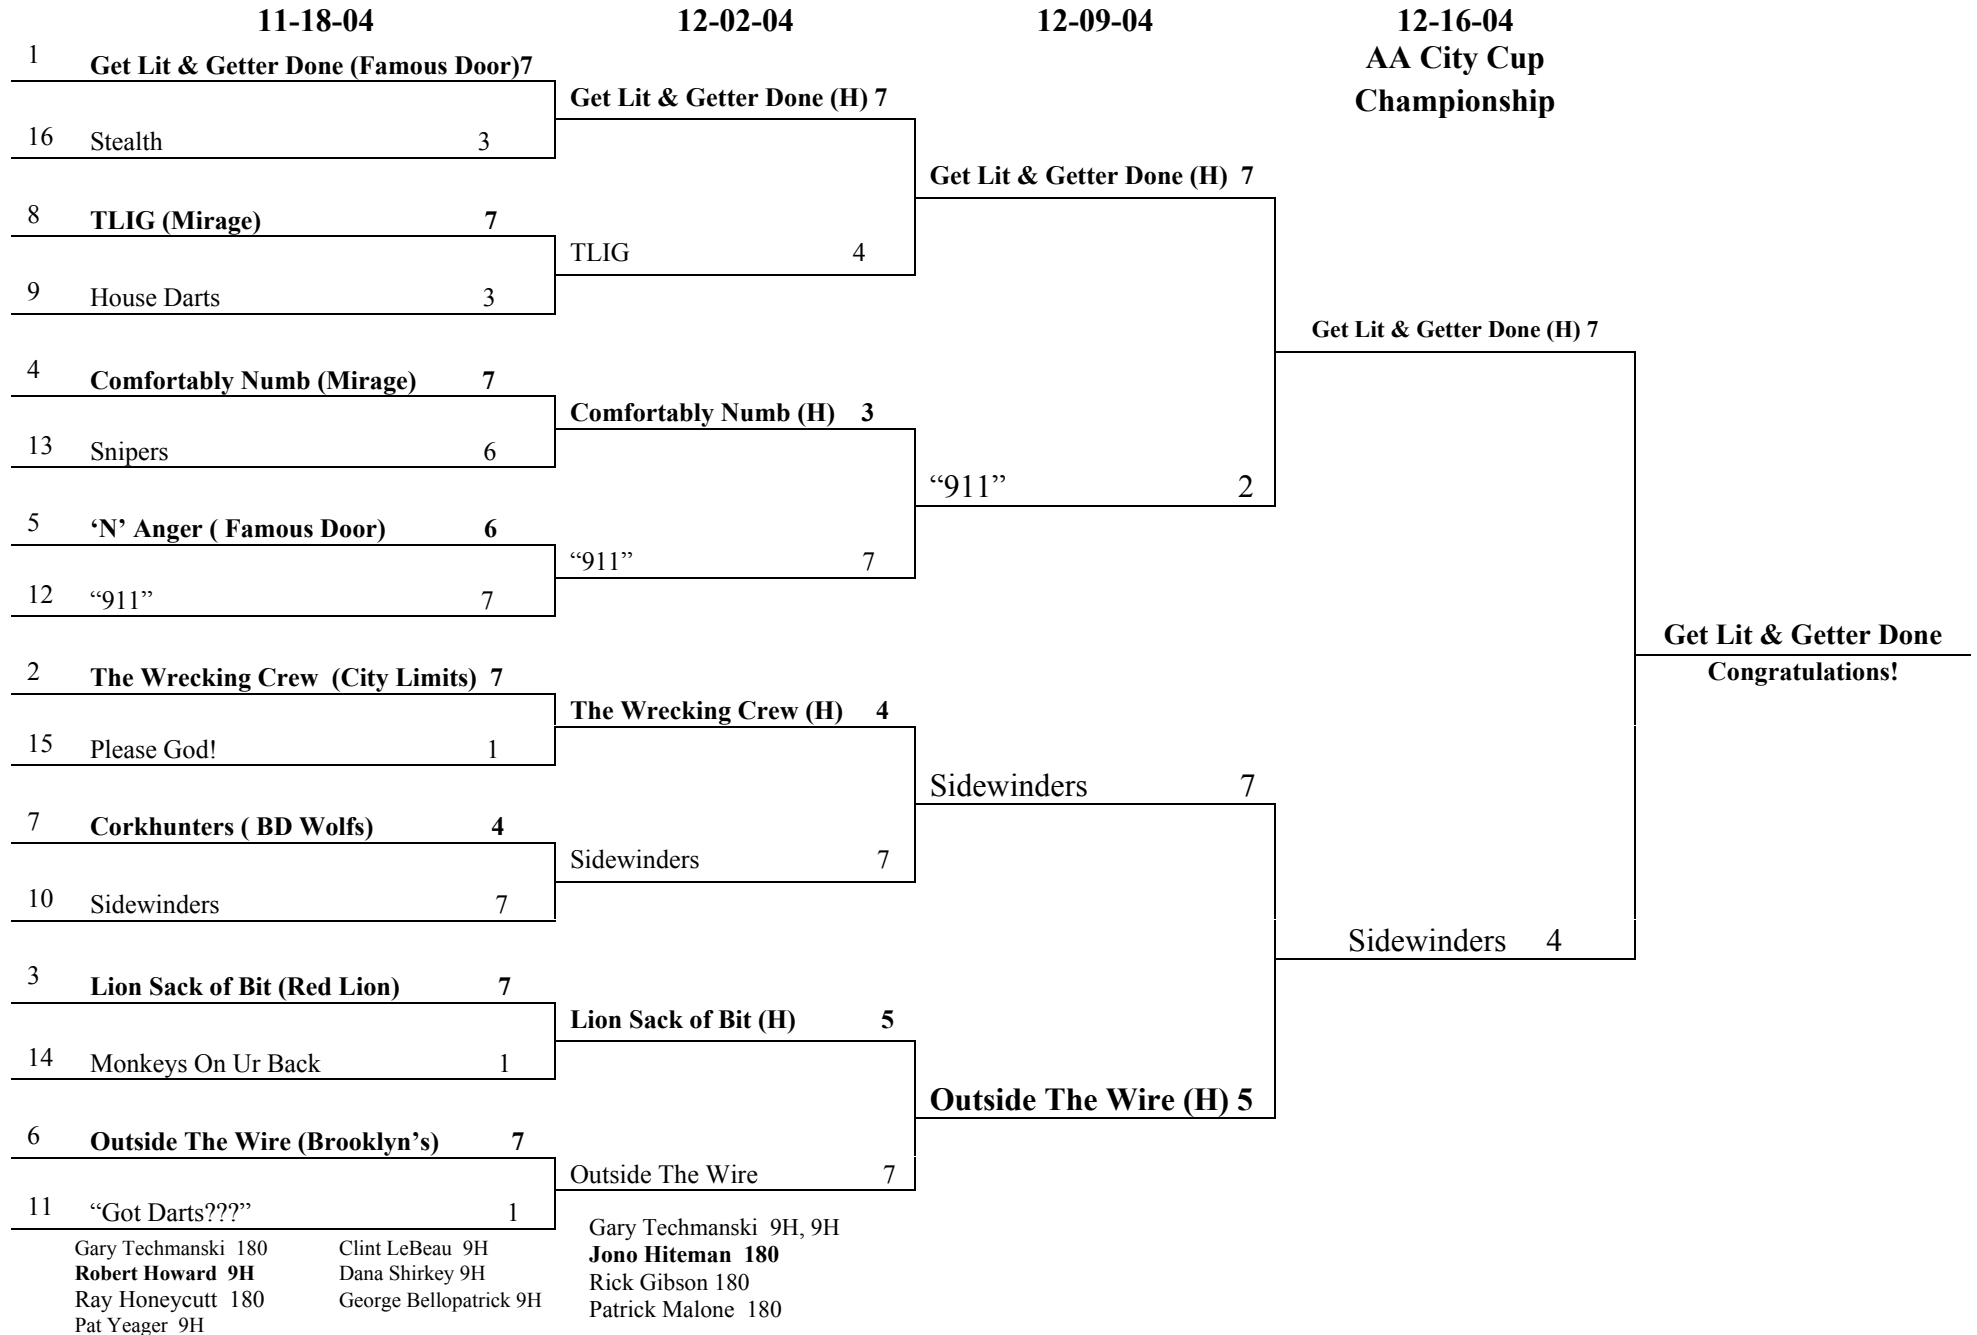 11-18-04 12-02-04 12-09-04 12-16-04
AA City Cup
Championship
1 Get Lit & Getter Done (Famous Door)7
16 Stealth 3
8 TLIG (Mirage) 7
9 House Darts 3
4 Comfortably Numb (Mirage) 7
13 Snipers 6
5 ‘N’ Anger ( Famous Door) 6
12 “911” 7
2 The Wrecking Crew (City Limits) 7
15 Please God! 1
7 Corkhunters ( BD Wolfs) 4
10 Sidewinders 7
3 Lion Sack of Bit (Red Lion) 7
14 Monkeys On Ur Back 1
6 Outside The Wire (Brooklyn’s) 7
11 “Got Darts???” 1
Get Lit & Getter Done (H) 7
TLIG 4
Comfortably Numb (H) 3
“911” 7
The Wrecking Crew (H) 4
Sidewinders 7
Lion Sack of Bit (H) 5
Outside The Wire 7
Get Lit & Getter Done (H) 7
“911” 2
Sidewinders 7
Outside The Wire (H) 5
Get Lit & Getter Done (H) 7
Sidewinders 4
Get Lit & Getter Done
Congratulations!
Gary Techmanski 180
Robert Howard 9H
Ray Honeycutt 180
Pat Yeager 9H
Clint LeBeau 9H
Dana Shirkey 9H
George Bellopatrick 9H
Gary Techmanski 9H, 9H
Jono Hiteman 180
Rick Gibson 180
Patrick Malone 180